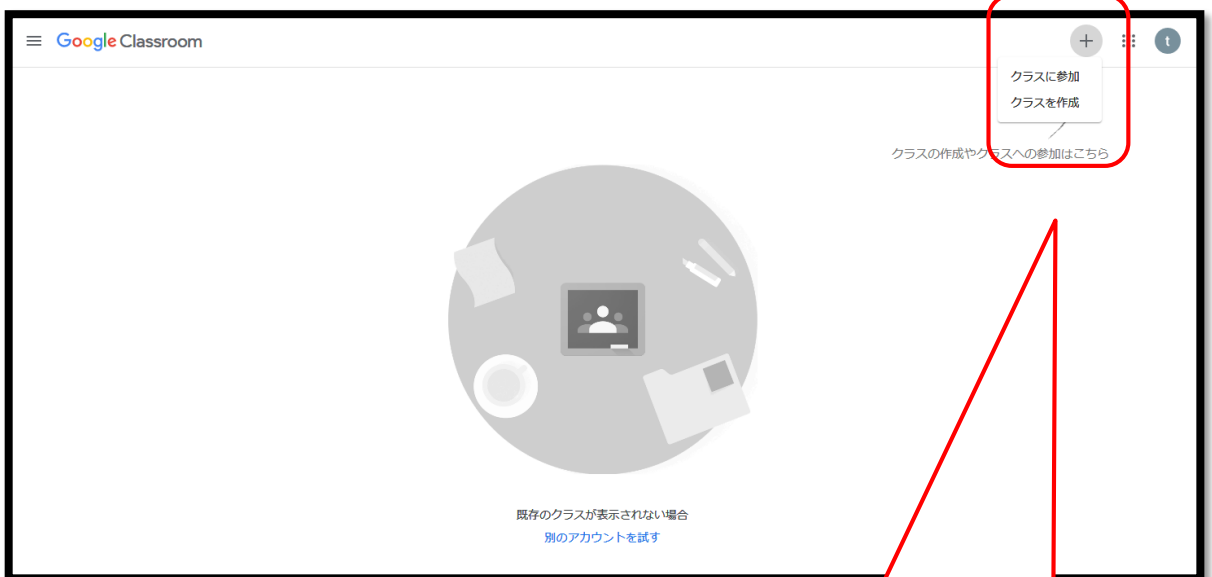 Google Classroom
t
クラスに参加
クラスを作成
クラスの作成やクラスへの参加はこちら
既存のクラスが表示されない場合
別のアカウントを試す